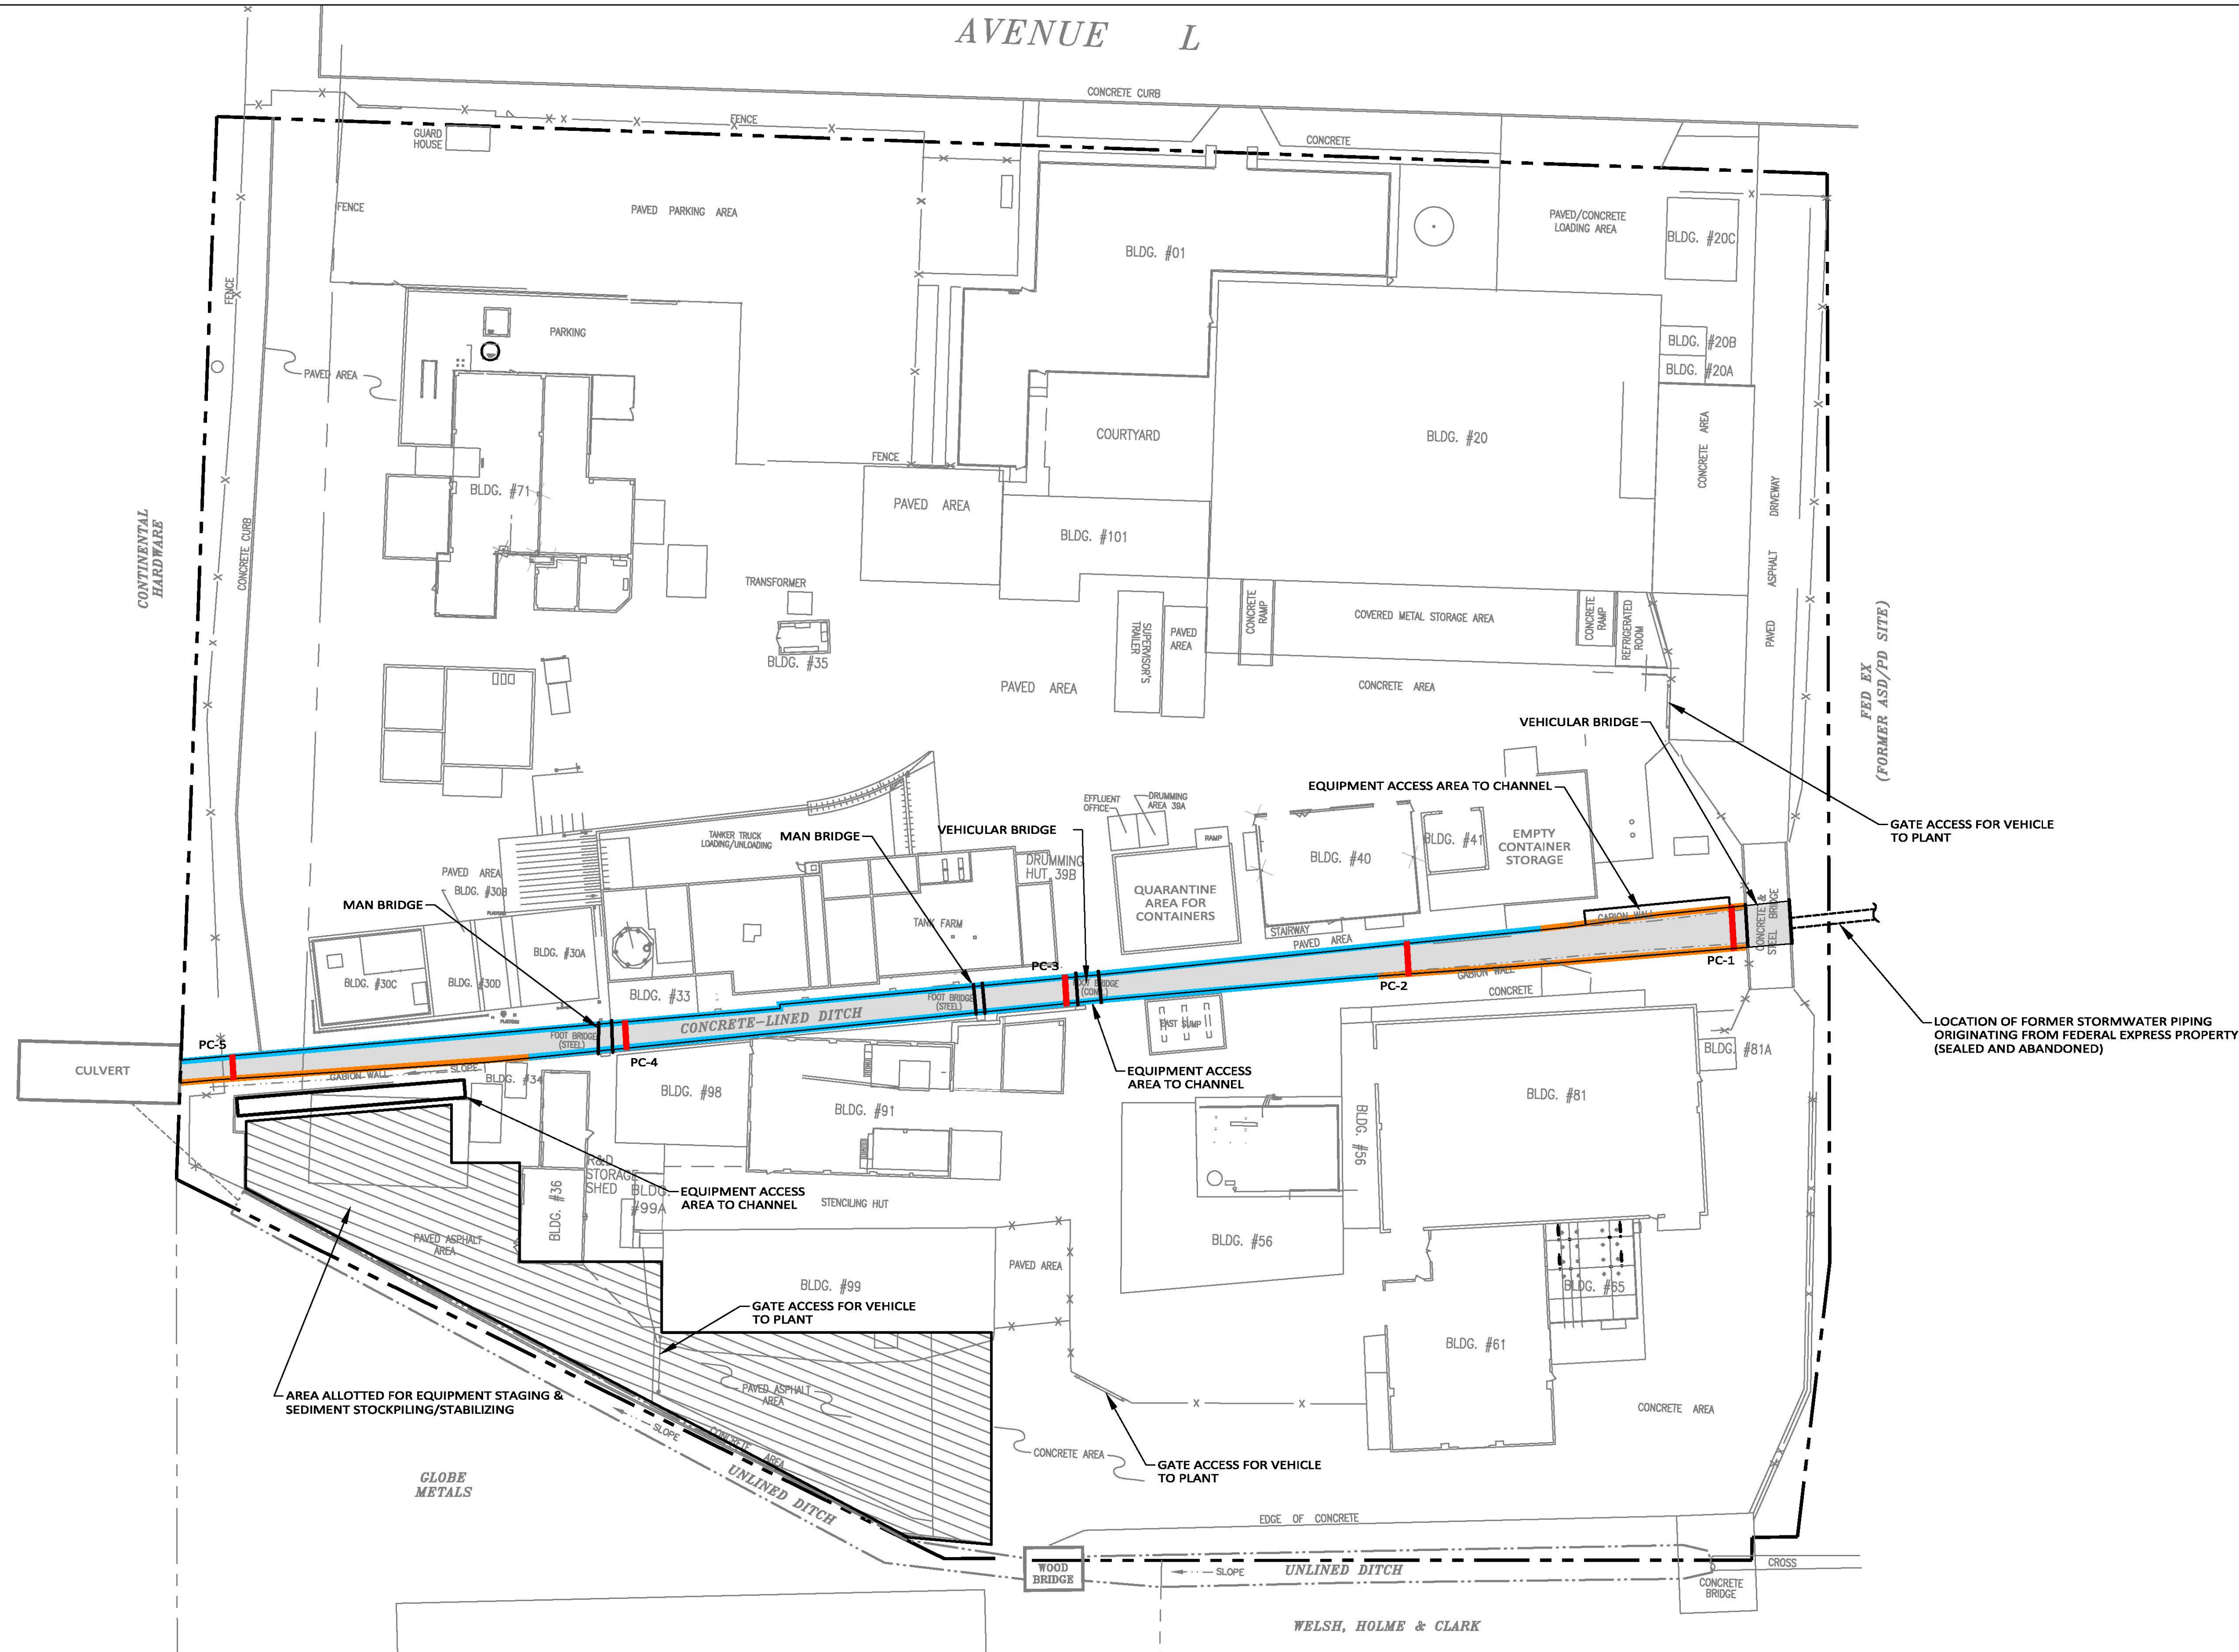 AVENUE L
CONCRETE CURB
FENCE
GUARD
HOUSE
CONCRETE
FENCE
PAVED PARKING AREA
PAVED/CONCRETE
LOADING AREA
BLDG. #20C
BLDG. #01
FENCE
PARKING
BLDG. #20B
BLDG. #20A
PAVED AREA
COURTYARD
BLDG. #20
CONCRETE AREA
FENCE
BLDG. #71
PAVED AREA
PAVED ASPHALT DRIVEWAY
CONTINENTAL
HARDWARE
CONCRETE CURB
BLDG. #101
TRANSFORMER
CONCRETE
RAMP
COVERED METAL STORAGE AREA
CONCRETE
RAMP
REFRIGERATED
ROOM
SUPERVISOR'S
TRAILER
PAVED
AREA
BLDG. #35
PAVED AREA
CONCRETE AREA
FED EX
(FORMER ASD/PD SITE)
VEHICULAR BRIDGE
EQUIPMENT ACCESS AREA TO CHANNEL
GATE ACCESS FOR VEHICLE
TO PLANT
EFFLUENT
OFFICE
DRUMMING
AREA 39A
TANKER TRUCK
LOADING/UNLOADING
MAN BRIDGE
VEHICULAR BRIDGE
RAMP
BLDG. #41
EMPTY
CONTAINER
STORAGE
BLDG. #40
DRUMMING
HUT 39B
PAVED AREA
BLDG. #30B
MAN BRIDGE
PLATFORM
QUARANTINE
AREA FOR
CONTAINERS
TANK FARM
GABION WALL
CONCRETE &
STEEL BRIDGE
STAIRWAY
PAVED AREA
BLDG. #30A
BLDG. #30C
BLDG. #30D
BLDG. #33
PC-3
PC-1
GABION WALL
PC-2
CONCRETE
FOOT BRIDGE
(STEEL)
FOOT BRIDGE
(CONC.)
CONCRETE-LINED DITCH
PLATFORM
EAST SUMP
LOCATION OF FORMER STORMWATER PIPING
ORIGINATING FROM FEDERAL EXPRESS PROPERTY
(SEALED AND ABANDONED)
FOOT BRIDGE
(STEEL)
PC-5
PC-4
CULVERT
GABION WALL
SLOPE
BLDG. #34
EQUIPMENT ACCESS
AREA TO CHANNEL
BLDG. #81A
BLDG. #98
BLDG. #91
BLDG. #81
BLDG. #56
R&D
STORAGE
SHED
BLDG.
#99A
BLDG. #36
EQUIPMENT ACCESS
AREA TO CHANNEL
STENCILING HUT
PAVED ASPHALT
AREA
BLDG. #56
PAVED AREA
BLDG. #99
BLDG. #65
GATE ACCESS FOR VEHICLE
TO PLANT
BLDG. #61
AREA ALLOTTED FOR EQUIPMENT STAGING &
SEDIMENT STOCKPILING/STABILIZING
PAVED ASPHALT
AREA
SLOPE
CONCRETE AREA
CONCRETE AREA
CONCRETE AREA
GATE ACCESS FOR VEHICLE
TO PLANT
GLOBE
METALS
UNLINED DITCH
EDGE OF CONCRETE
WOOD
BRIDGE
SLOPE
UNLINED DITCH
CROSS
CONCRETE
BRIDGE
WELSH, HOLME & CLARK